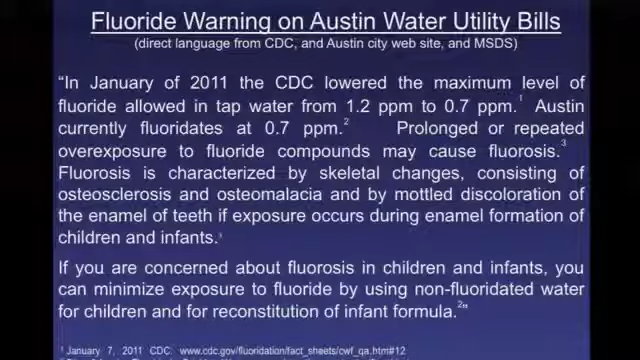 Fluoride Warning on Austin Water Utility Bills
(direct language from CDC, and Austin city web site, and MSDS)
“In January of 2011 the CDC lowered the maximum level of
fluoride allowed in tap water from 1.2 ppm to 0.7 ppm.1 Austin
currently fluoridates at 0.7 ppm.2 Prolonged or repeated
overexposure to fluoride compounds may cause fluorosis.3
Fluorosis is characterized by skeletal changes, consisting of
osteosclerosis and osteomalacia and by mottled discoloration of
the enamel of teeth if exposure occurs during enamel formation of
children and infants.
If you are concerned about fluorosis in children and infants, you
can minimize exposure to fluoride by using non-fluoridated water
for children and for reconstitution of infant formula.2”
1 January 7, 2011 CDC: www.cdc.gov/fluoridation/fact_sheets/cwf_qa.htm#12